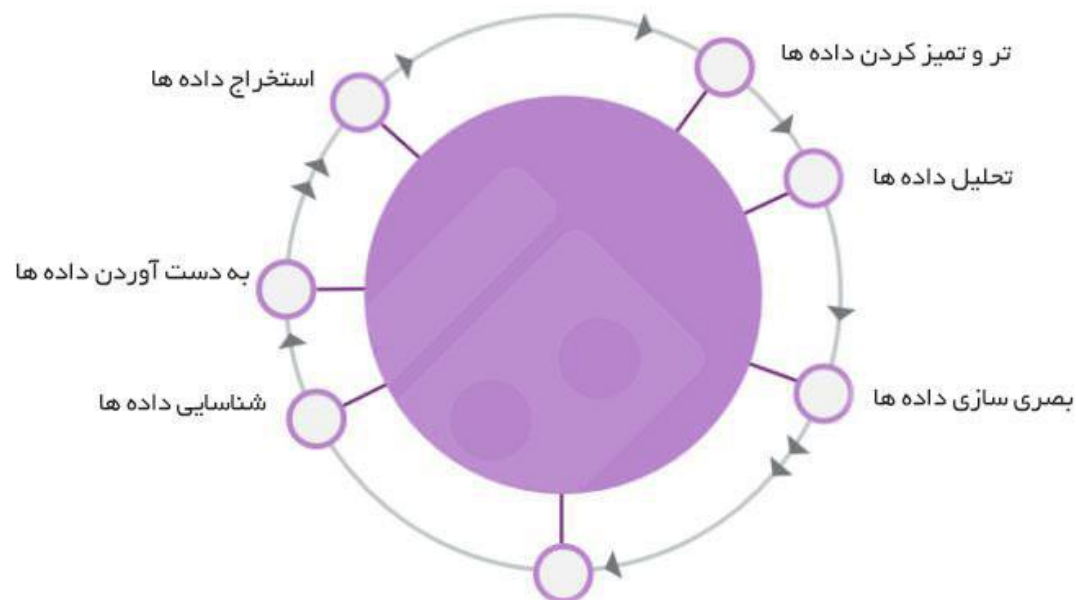 تر و تمیز کردن داده ها
استخراج داده ها
تحلیل داده ها
به دست آوردن داده ها
شناسایی داده ها
بصری سازی داده ها